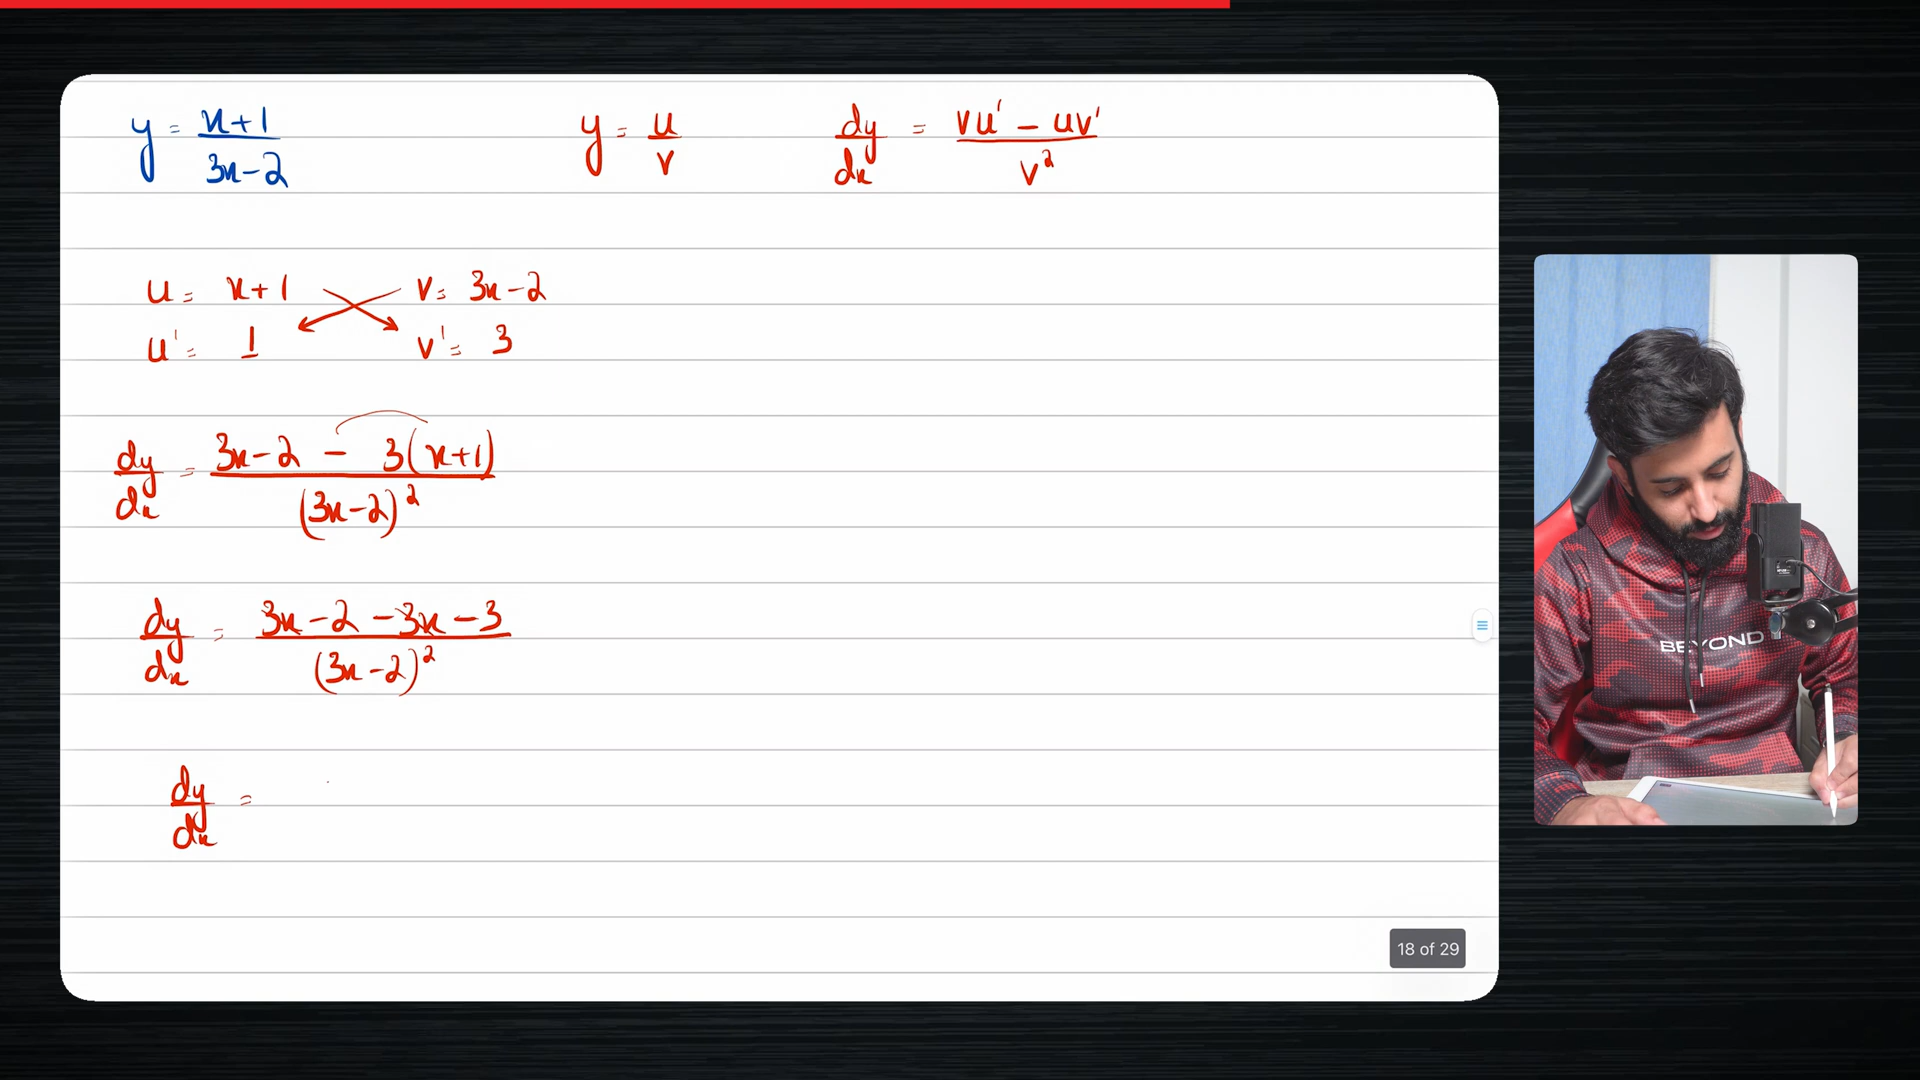 y = x+1 / 3x-2
y = u / v
dy/dx = vu' - uv' / v²
u = x+1
v = 3x-2
u' = 1
v' = 3
dy/dx = 3x-2 - 3(x+1) / (3x-2)²
dy/dx = 3x-2-3x-3 / (3x-2)²
dy/dx =
BEYOND
18 of 29